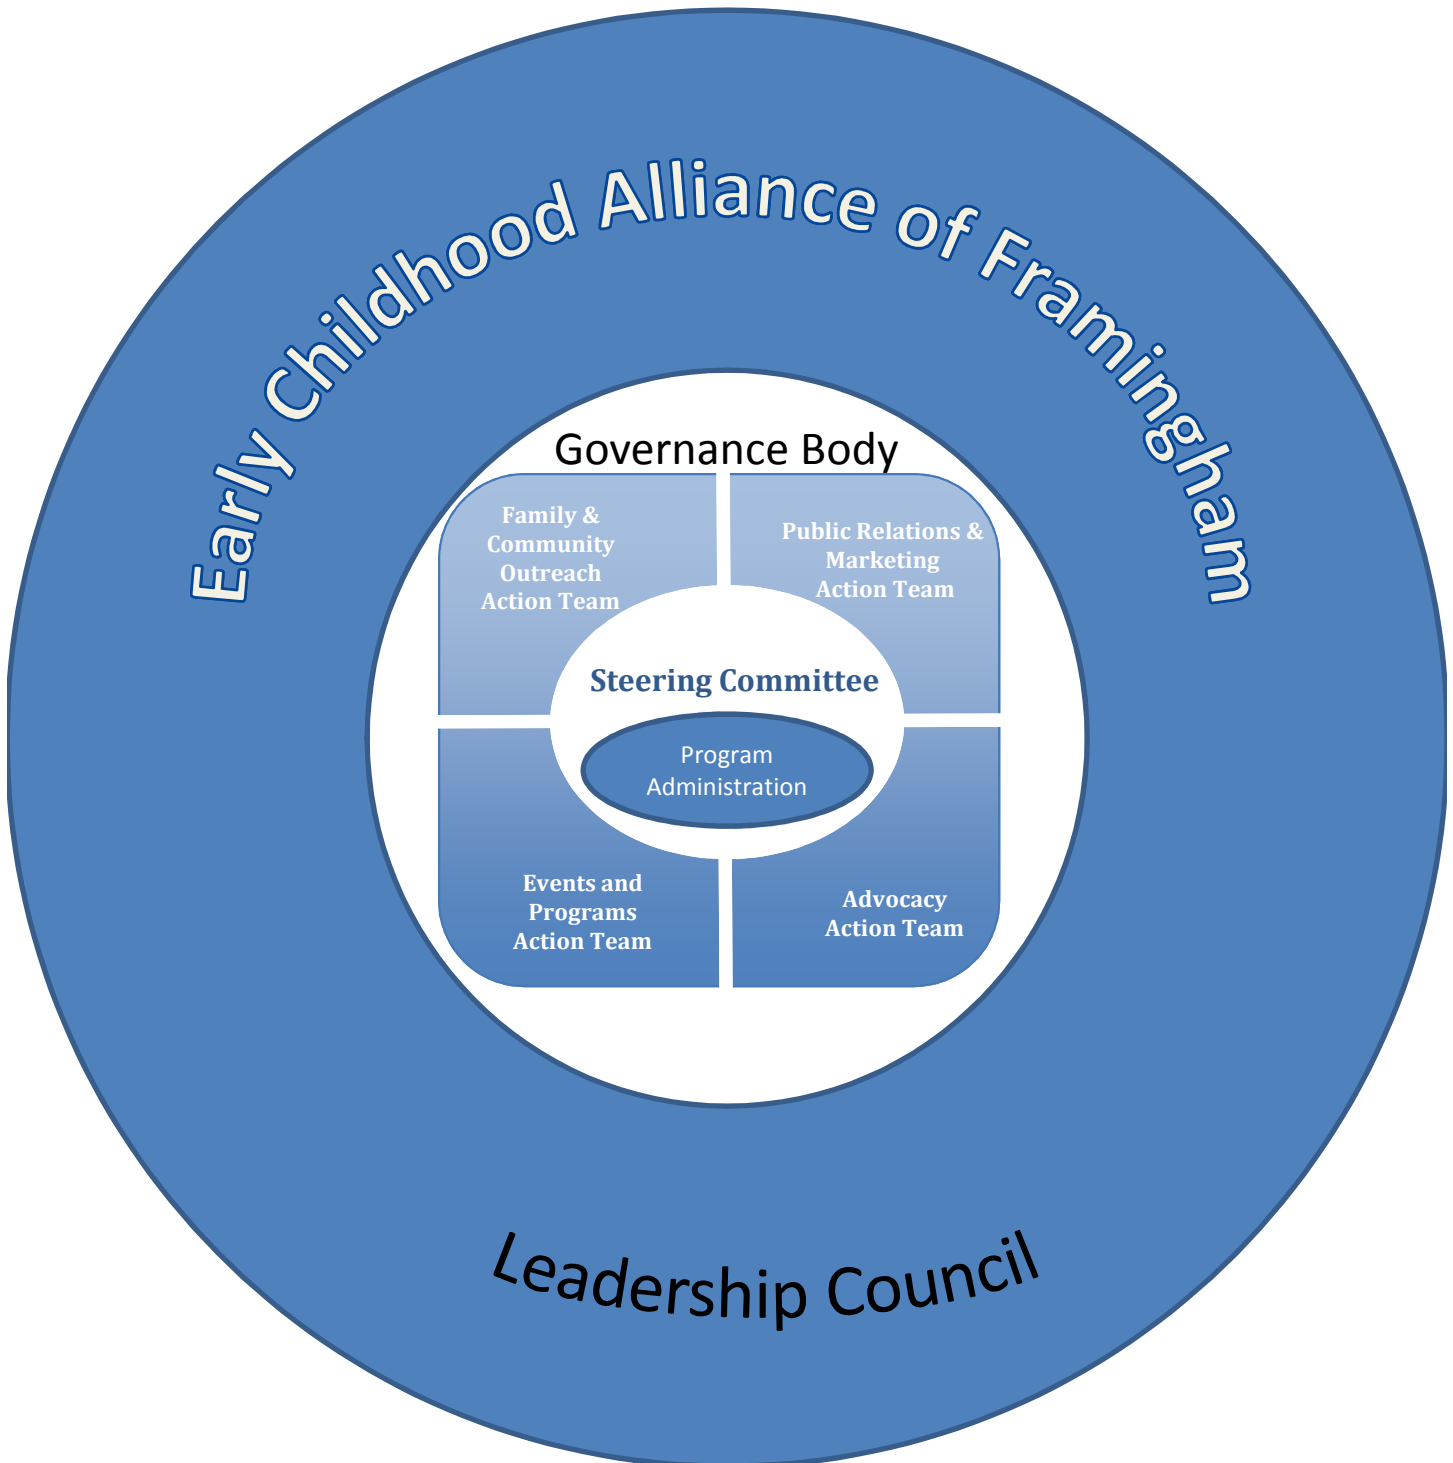 Early Childhood Alliance of Framingham
Governance Body
Family &
Community
Outreach
Action Team
Public Relations &
Marketing
Action Team
Steering Committee
Program
Administration
Events and
Programs
Action Team
Advocacy
Action Team
Leadership Council